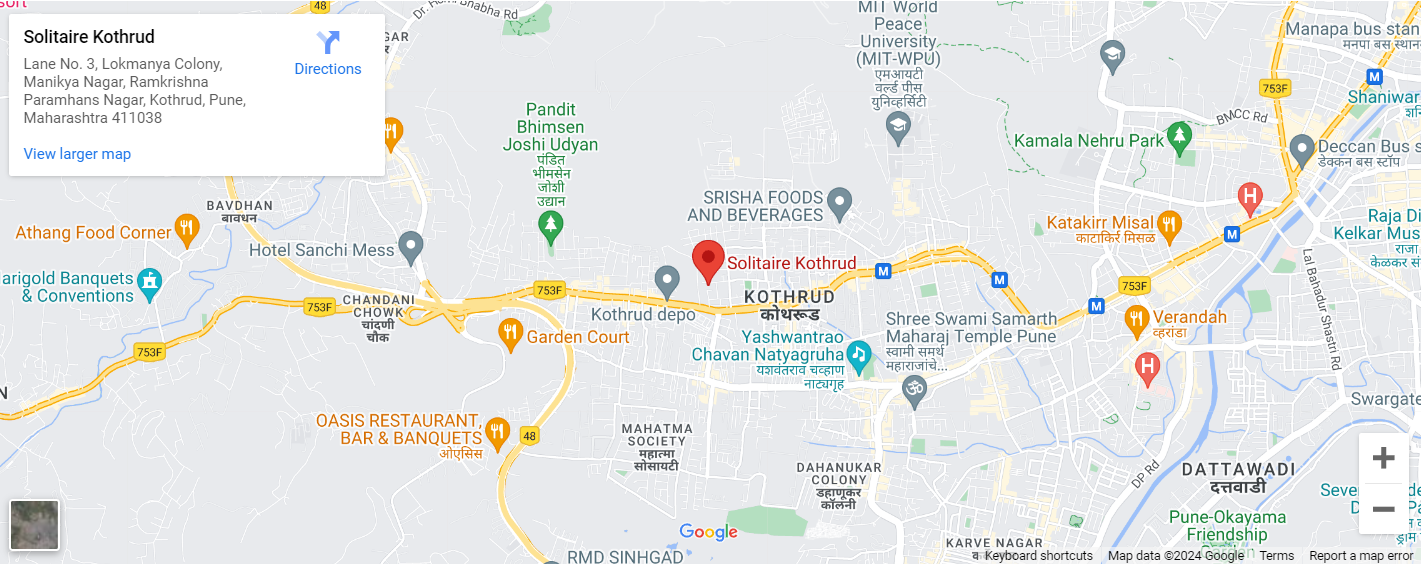 sort
48
Dr. Homi Bhabha Rd
Solitaire Kothrud
Lane No. 3, Lokmanya Colony,
Manikya Nagar, Ramkrishna
Paramhans Nagar, Kothrud, Pune,
Maharashtra 411038
Directions
View larger map
GAR
MIT World
Peace
University
(MIT-WPU)
एमआयटी
वर्ल्ड पीस
युनिव्हर्सिटी
Manapa bus stan
मनपा बस स्थान
753F
Shaniwar
शनि
BMCC Rd
Pandit
Bhimsen
Joshi Udyan
पंडित
भीमसेन
जोशी
उद्यान
Kamala Nehru Park
Deccan Bus s
डेक्कन बस स्टॉप
H
BAVDHAN
बावधन
SRISHA FOODS
AND BEVERAGES
Athang Food Corner
Hotel Sanchi Mess
Katakirr Misal
काटाकिर्र मिसळ
M
M
Raja Di
Kelkar Mus
राजा
केळकर सं
Lal Bahadur Shastri Rd
Marigold Banquets
& Conventions
753F
CHANDANI
CHOWK
चांदणी
चौक
753F
Solitaire Kothrud
M
M
M
753F
KOTHRUD
कोथरूड
Kothrud depo
Garden Court
753F
Yashwantrao
Chavan Natyagruha
यशवंतराव चव्हाण
नाट्यगृह
Shree Swami Samarth
Maharaj Temple Pune
स्वामी समर्थ
महाराजांचे...
Verandah
व्हरांडा
H
N
Swargate
OASIS RESTAURANT,
BAR & BANQUETS
ओएसिस
48
MAHATMA
SOCIETY
महात्मा
सोसायटी
DAHANUKAR
COLONY
डहाणूकर
कॉलनी
DP Rd
DATTAWADI
दत्तवाडी
+
−
Pune-Okayama
Friendship
Garden
KARVE NAGAR
RMD SINHGAD
Google
Keyboard shortcuts
Map data ©2024 Google
Terms
Report a map error